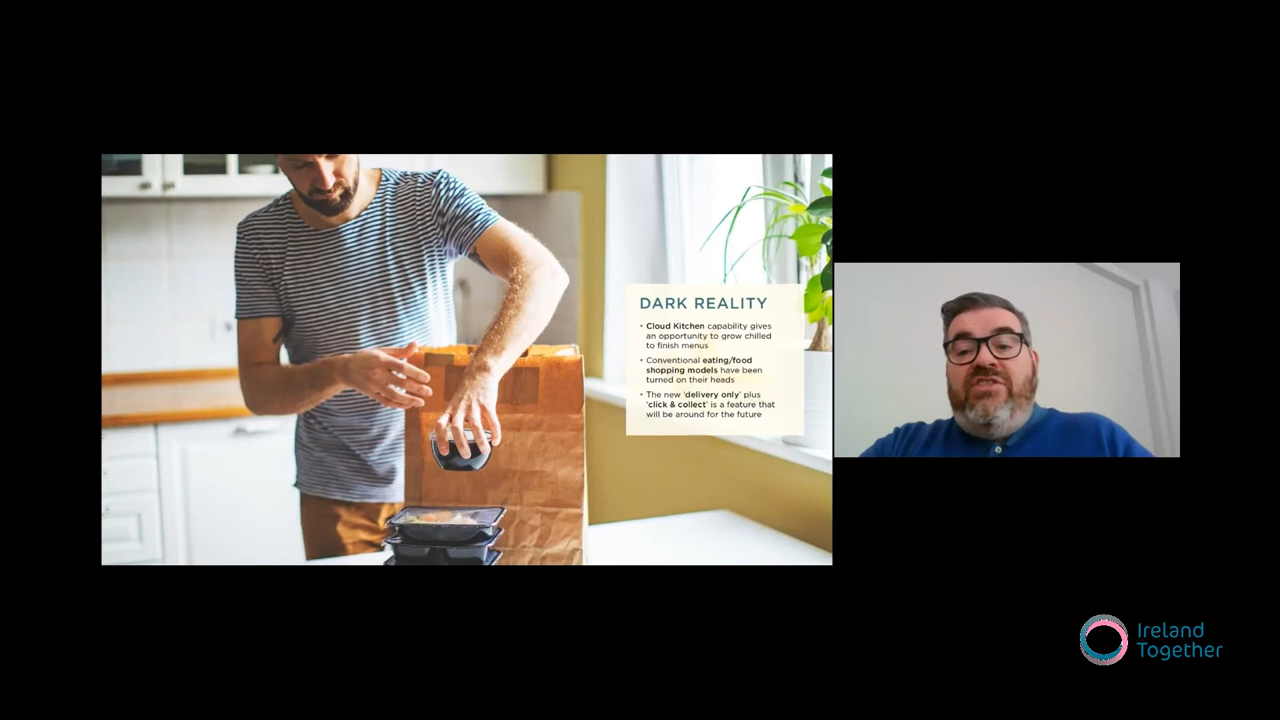 DARK REALITY
• Cloud Kitchen capability gives
an opportunity to grow chilled
to finish menus
• Conventional eating/food
shopping models have been
turned on their heads
• The new ‘delivery only’ plus
‘click & collect’ is a feature that
will be around for the future
Ireland
Together